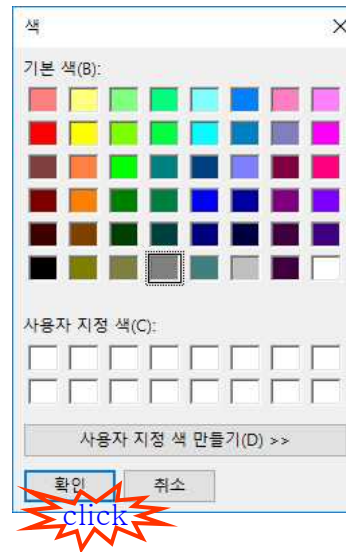 색
기본 색(B):
사용자 지정 색(C):
사용자 지정 색 만들기(D) >>
확인 취소
click